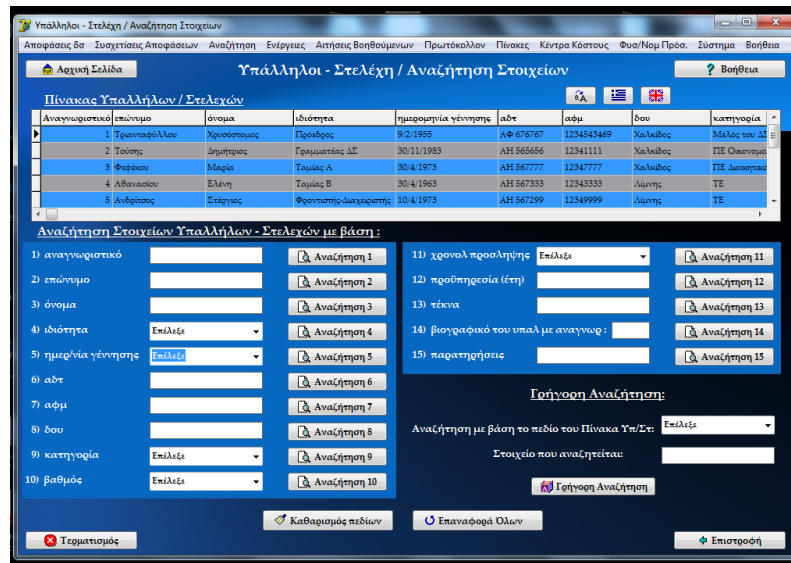 Υπάλληλοι - Στελέχη / Αναζήτηση Στοιχείων
Αποφάσεις δσ Συσχετίσεις Αποφάσεων Αναζήτηση Ενέργειες Αιτήσεις Βοηθούμενων Πρωτόκολλον Πίνακες Κέντρα Κόστους Φυσ/Νομ Πρόσ. Σύστημα Βοήθεια
Αρχική Σελίδα Υπάλληλοι - Στελέχη / Αναζήτηση Στοιχείων ? Βοήθεια
Πίνακας Υπαλλήλων / Στελεχών
Αναγνωριστικό επώνυμο όνομα ιδιότητα ημερομηνία γέννησης αδτ αφμ δου κατηγορία
1 Τριανταφύλλου Χρυσόστομος Πρόεδρος 9/2/1955 ΑΦ 676767 1234543469 Χαλκίδος Μέλος του ΔΣ
2 Τούσης Δημήτριος Γραμματέας ΔΣ 30/11/1983 ΑΗ 565656 12341111 Χαλκίδος ΠΕ Οικονομο
3 Φεφέκου Μαρία Ταμίας Α 30/4/1973 ΑΗ 567777 12347777 Χαλκίδος ΠΕ Διοικητικο
4 Αθανασίου Ελένη Ταμίας Β 30/4/1963 ΑΗ 567333 12343333 Λίμνης ΤΕ
5 Ανδρίτσος Στέργιος Φροντιστής-Διαχειριστής 10/4/1973 ΑΗ 567299 12349999 Λίμνης ΤΕ
Αναζήτηση Στοιχείων Υπαλλήλων - Στελεχών με βάση :
1) αναγνωριστικό Αναζήτηση 1
2) επώνυμο Αναζήτηση 2
3) όνομα Αναζήτηση 3
4) ιδιότητα Επέλεξε Αναζήτηση 4
5) ημερ/νία γέννησης Επέλεξε Αναζήτηση 5
6) αδτ Αναζήτηση 6
7) αφμ Αναζήτηση 7
8) δου Αναζήτηση 8
9) κατηγορία Επέλεξε Αναζήτηση 9
10) βαθμός Επέλεξε Αναζήτηση 10
11) χρονολ προσληψης Επέλεξε Αναζήτηση 11
12) προϋπηρεσία (έτη) Αναζήτηση 12
13) τέκνα Αναζήτηση 13
14) βιογραφικό του υπαλ με αναγνωρ : Αναζήτηση 14
15) παρατηρήσεις Αναζήτηση 15
Γρήγορη Αναζήτηση:
Αναζήτηση με βάση το πεδίο του Πίνακα Υπ/Στ: Επέλεξε
Στοιχείο που αναζητείται:
Γρήγορη Αναζήτηση
Καθαρισμός πεδίων Επαναφορά Όλων
Τερματισμός Επιστροφή